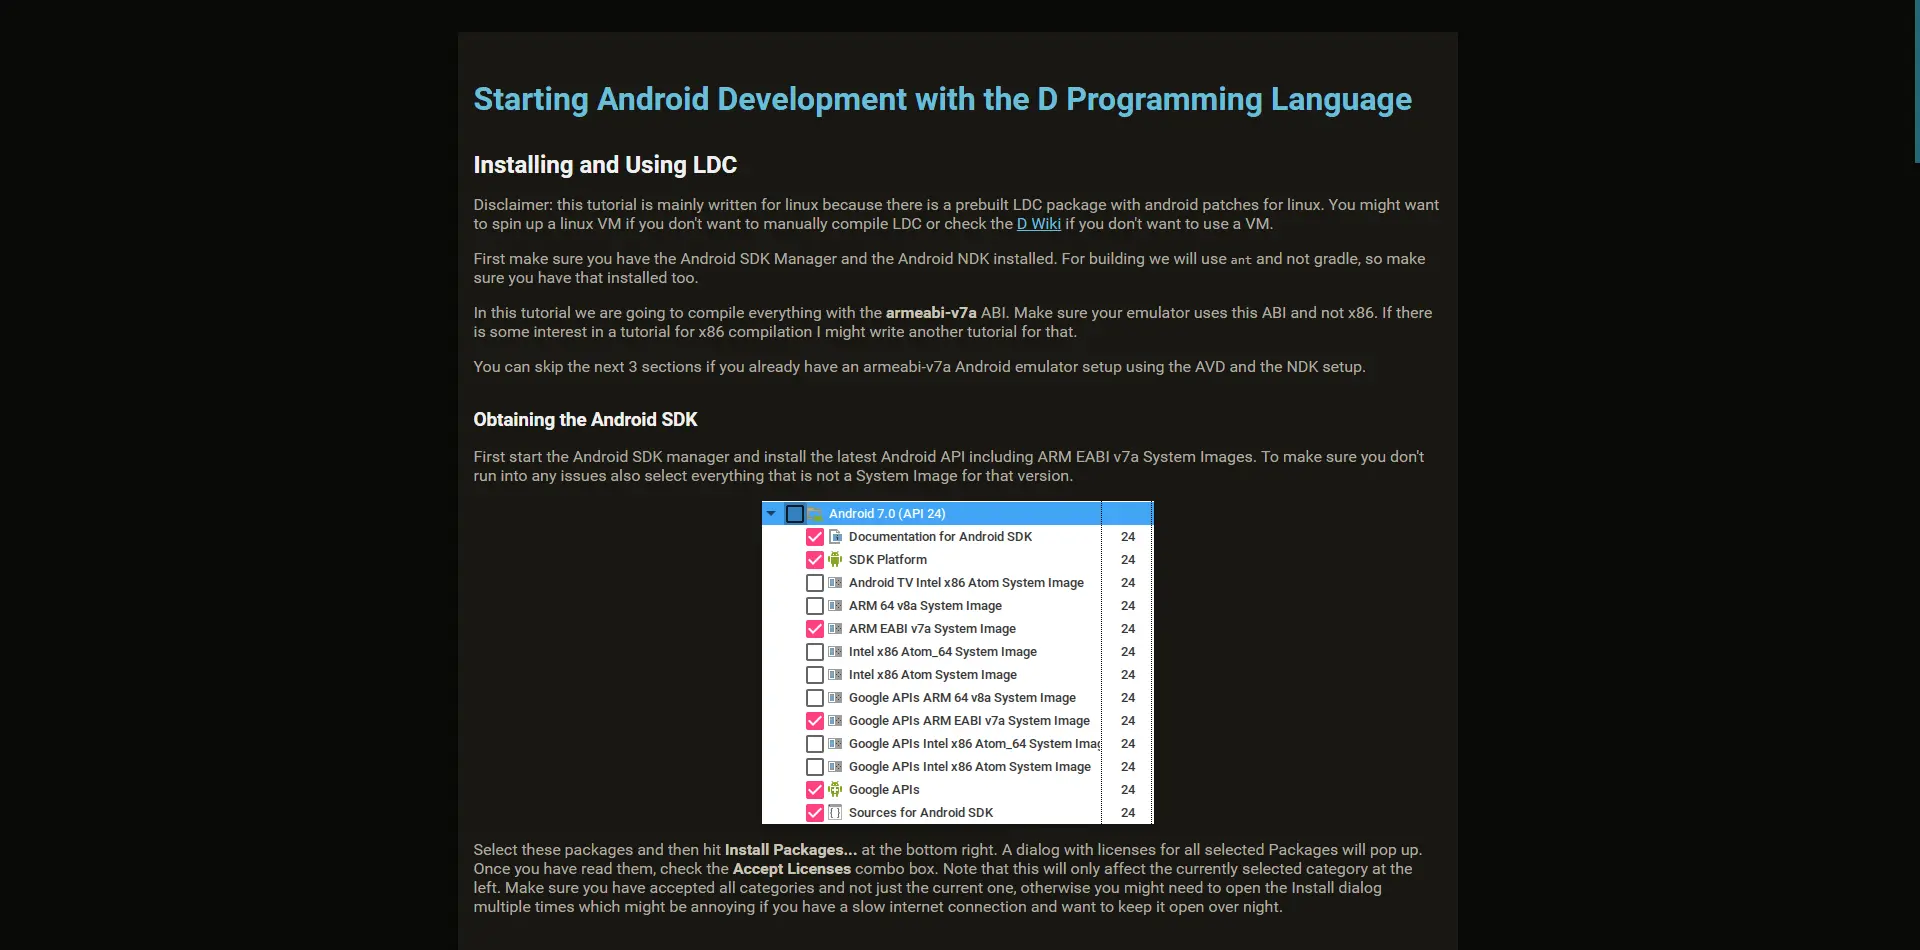 Starting Android Development with the D Programming Language
Installing and Using LDC
Disclaimer: this tutorial is mainly written for linux because there is a prebuilt LDC package with android patches for linux. You might want
to spin up a linux VM if you don't want to manually compile LDC or check the D Wiki if you don't want to use a VM.
First make sure you have the Android SDK Manager and the Android NDK installed. For building we will use ant and not gradle, so make
sure you have that installed too.
In this tutorial we are going to compile everything with the armeabi-v7a ABI. Make sure your emulator uses this ABI and not x86. If there
is some interest in a tutorial for x86 compilation I might write another tutorial for that.
You can skip the next 3 sections if you already have an armeabi-v7a Android emulator setup using the AVD and the NDK setup.
Obtaining the Android SDK
First start the Android SDK manager and install the latest Android API including ARM EABI v7a System Images. To make sure you don't
run into any issues also select everything that is not a System Image for that version.
Android 7.0 (API 24)
Documentation for Android SDK 24
SDK Platform 24
Android TV Intel x86 Atom System Image 24
ARM 64 v8a System Image 24
ARM EABI v7a System Image 24
Intel x86 Atom_64 System Image 24
Intel x86 Atom System Image 24
Google APIs ARM 64 v8a System Image 24
Google APIs ARM EABI v7a System Image 24
Google APIs Intel x86 Atom_64 System Imag 24
Google APIs Intel x86 Atom System Image 24
Google APIs 24
Sources for Android SDK 24
Select these packages and then hit Install Packages... at the bottom right. A dialog with licenses for all selected Packages will pop up.
Once you have read them, check the Accept Licenses combo box. Note that this will only affect the currently selected category at the
left. Make sure you have accepted all categories and not just the current one, otherwise you might need to open the Install dialog
multiple times which might be annoying if you have a slow internet connection and want to keep it open over night.